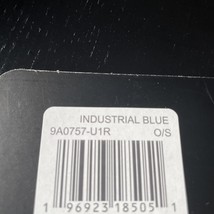 INDUSTRIAL BLUE
9A0757-U1R O/S
1 96923 18505 1